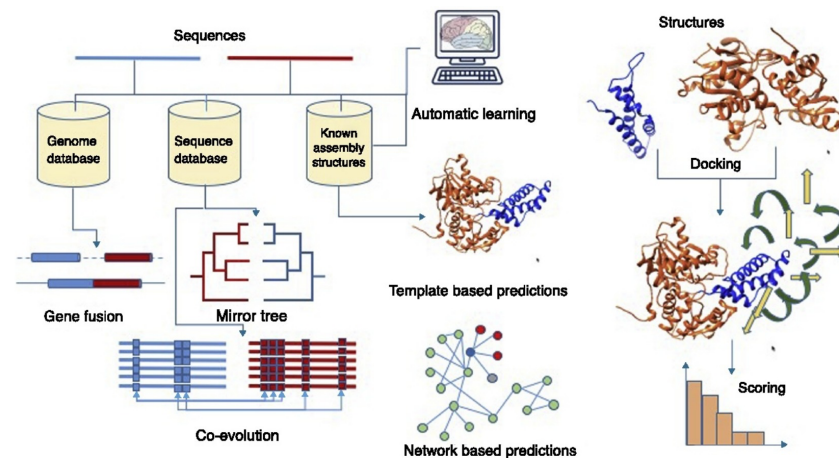 Sequences
Structures
Automatic learning
Genome
database
Sequence
database
Known
assembly
structures
Docking
Template based predictions
Gene fusion
Mirror tree
Scoring
Co-evolution
Network based predictions